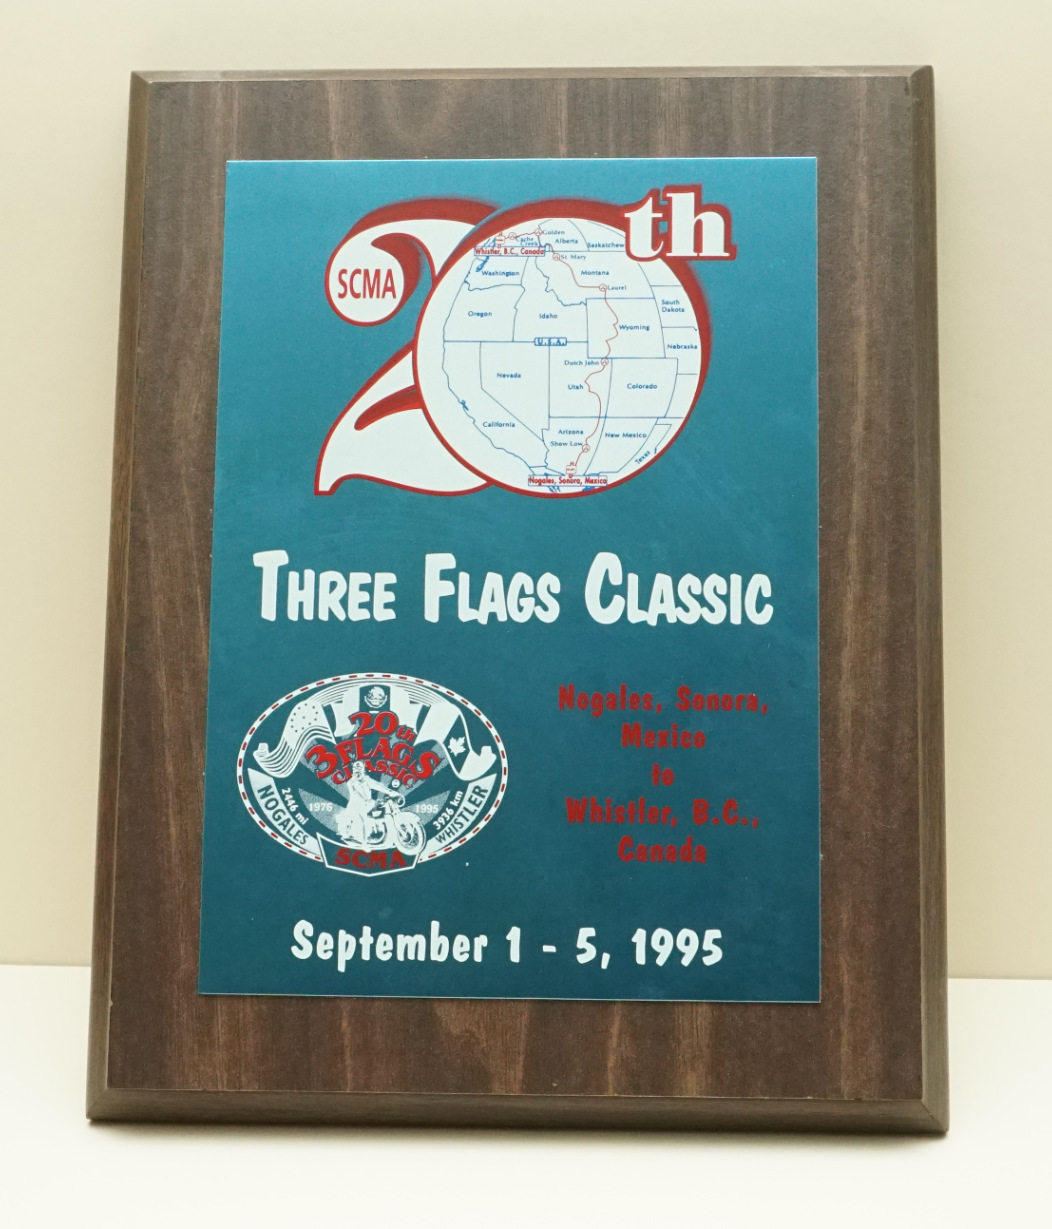 20th
SCMA
Golden
Cache
Creek
Alberta
Saskatchew
Whistler, B.C., Canada
St. Mary
Washington
Montana
Laurel
South
Dakota
Oregon
Idaho
Wyoming
U.S.A.
Nebraska
Dutch John
Nevada
Utah
Colorado
California
Arizona
New Mexico
Show Low
Texas
Nogales, Sonora, Mexico
THREE FLAGS CLASSIC
20th
3 FLAGS
CLASSIC
1976
1995
2446 mi
NOGALES
3936 km
WHISTLER
SCMA
Nogales, Sonora,
Mexico
to
Whistler, B.C.,
Canada
September 1 - 5, 1995